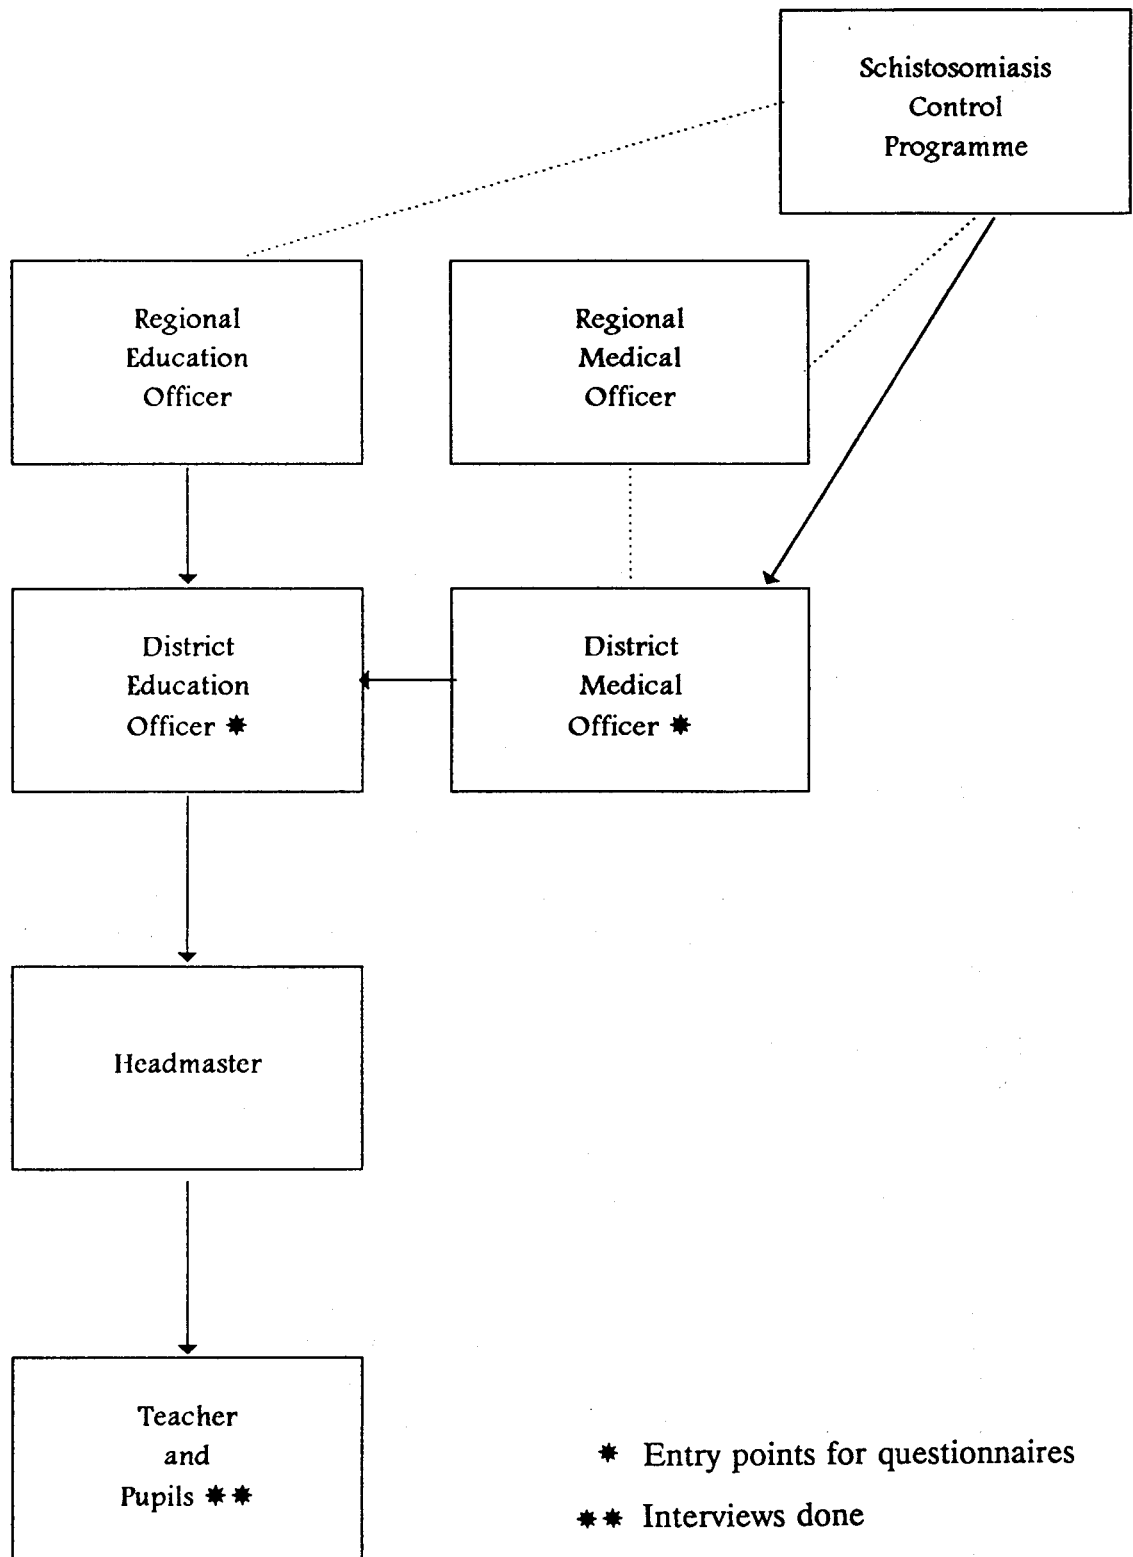 Schistosomiasis
Control
Programme
Regional
Education
Officer
Regional
Medical
Officer
District
Education
Officer ✷
District
Medical
Officer ✷
Headmaster
Teacher
and
Pupils ✷✷
✷ Entry points for questionnaires
✷✷ Interviews done